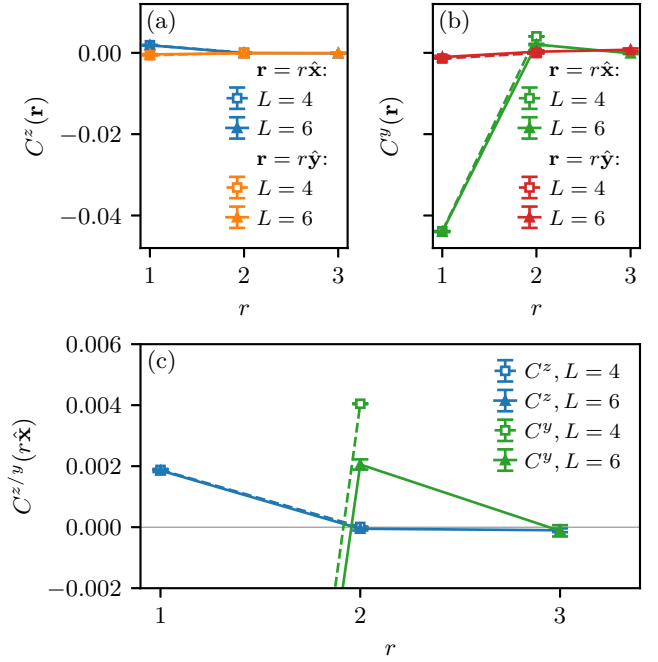 (a)
C^z(r)
0.00
−0.02
−0.04
r = rx̂:
L = 4
L = 6
r = rŷ:
L = 4
L = 6
1 2 3
r
(b)
C^y(r)
r = rx̂:
L = 4
L = 6
r = rŷ:
L = 4
L = 6
1 2 3
r
(c)
C^{z/y}(rx̂)
0.006
0.004
0.002
0.000
−0.002
C^z, L = 4
C^z, L = 6
C^y, L = 4
C^y, L = 6
1 2 3
r